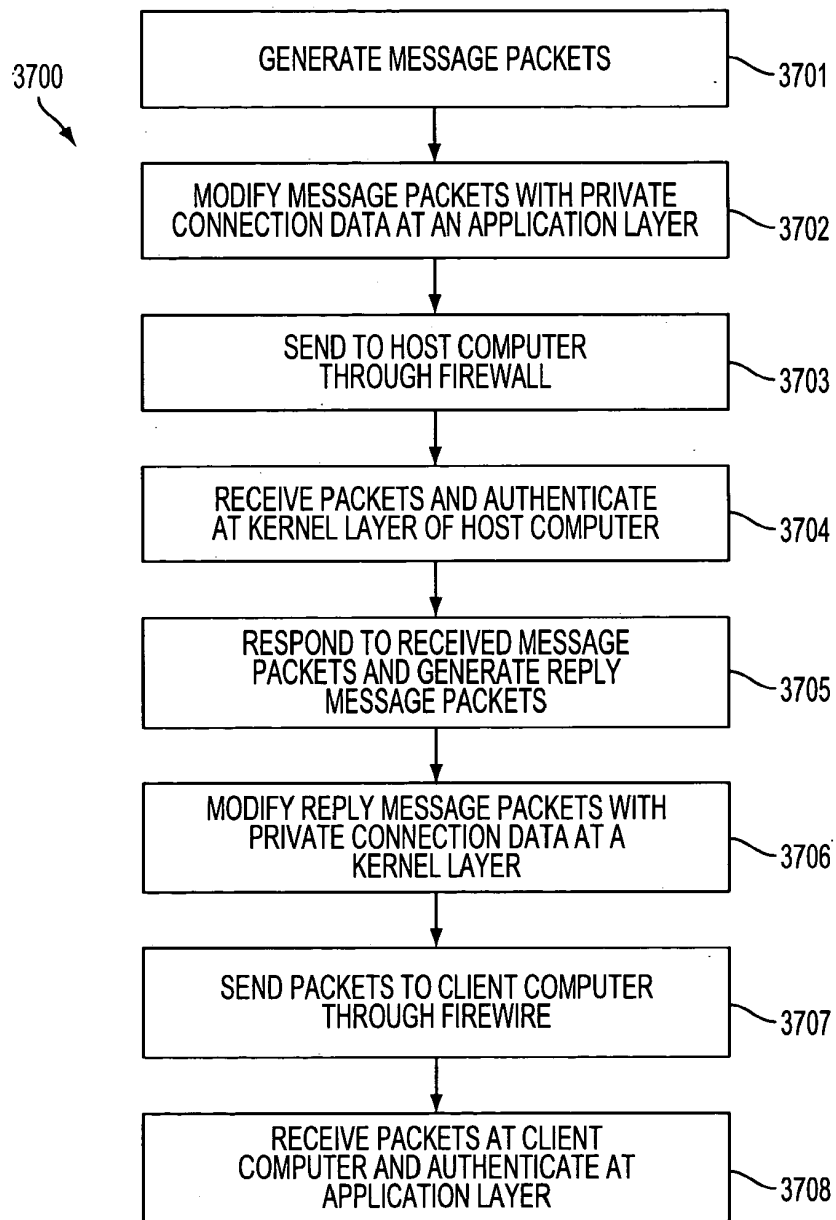 3700
GENERATE MESSAGE PACKETS
3701
MODIFY MESSAGE PACKETS WITH PRIVATE
CONNECTION DATA AT AN APPLICATION LAYER
3702
SEND TO HOST COMPUTER
THROUGH FIREWALL
3703
RECEIVE PACKETS AND AUTHENTICATE
AT KERNEL LAYER OF HOST COMPUTER
3704
RESPOND TO RECEIVED MESSAGE
PACKETS AND GENERATE REPLY
MESSAGE PACKETS
3705
MODIFY REPLY MESSAGE PACKETS WITH
PRIVATE CONNECTION DATA AT A
KERNEL LAYER
3706
SEND PACKETS TO CLIENT COMPUTER
THROUGH FIREWIRE
3707
RECEIVE PACKETS AT CLIENT
COMPUTER AND AUTHENTICATE AT
APPLICATION LAYER
3708